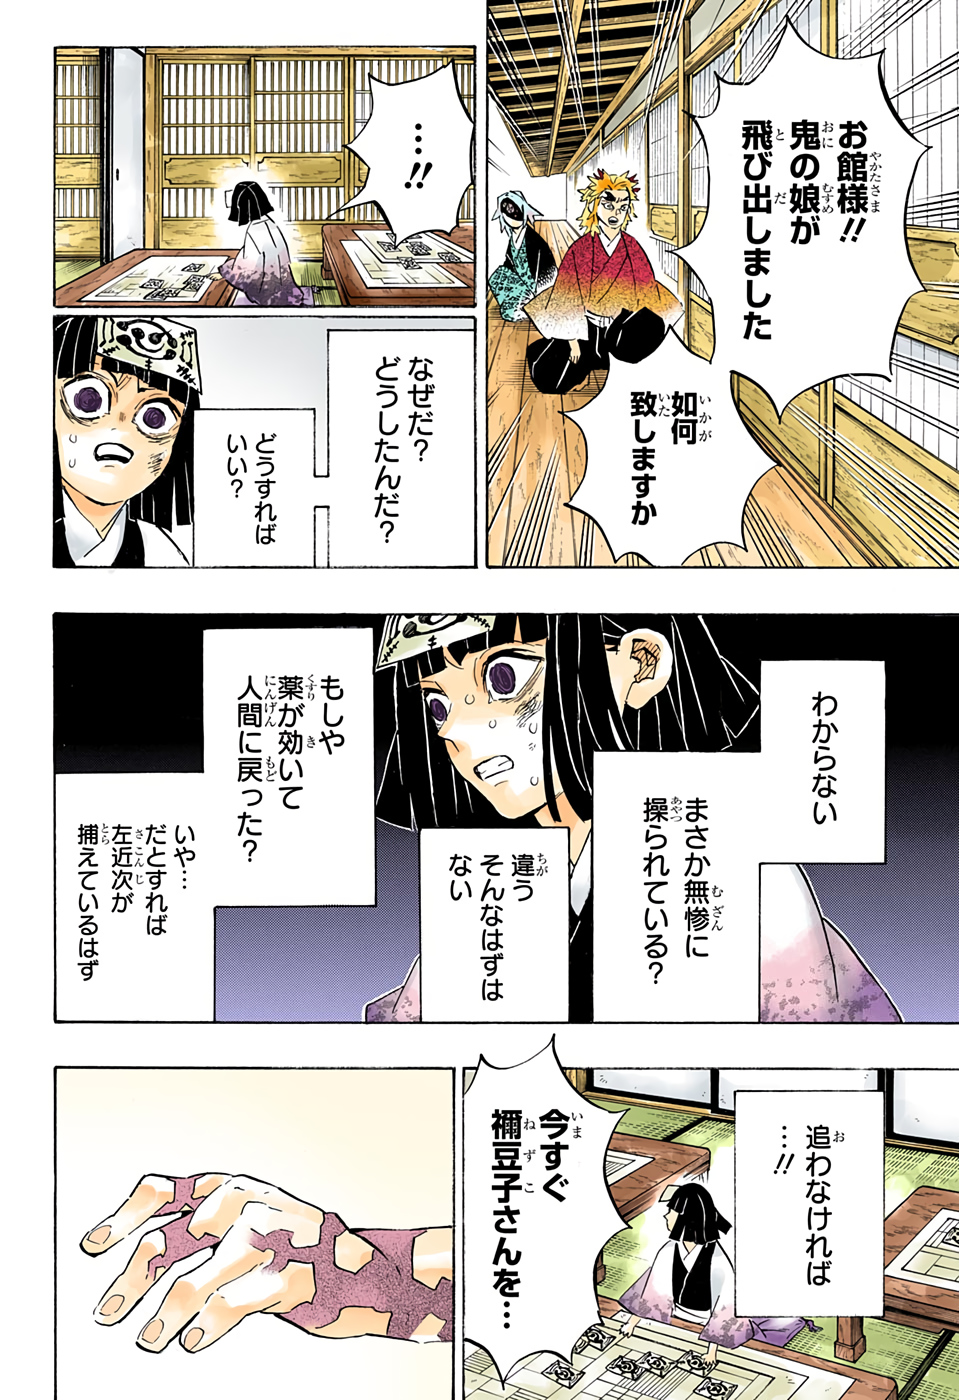 お館様!!
鬼の娘が
飛び出しました
如何
致しますか
…!!
なぜだ？
どうしたんだ？
どうすれば
いい？
わからない
まさか無惨に
操られている？
違う
そんなはずは
ない
もしや
薬が効いて
人間に戻った？
いや…
だとすれば
左近次が
捕えているはず
追わなければ
…!!
今すぐ
禰豆子さんを…